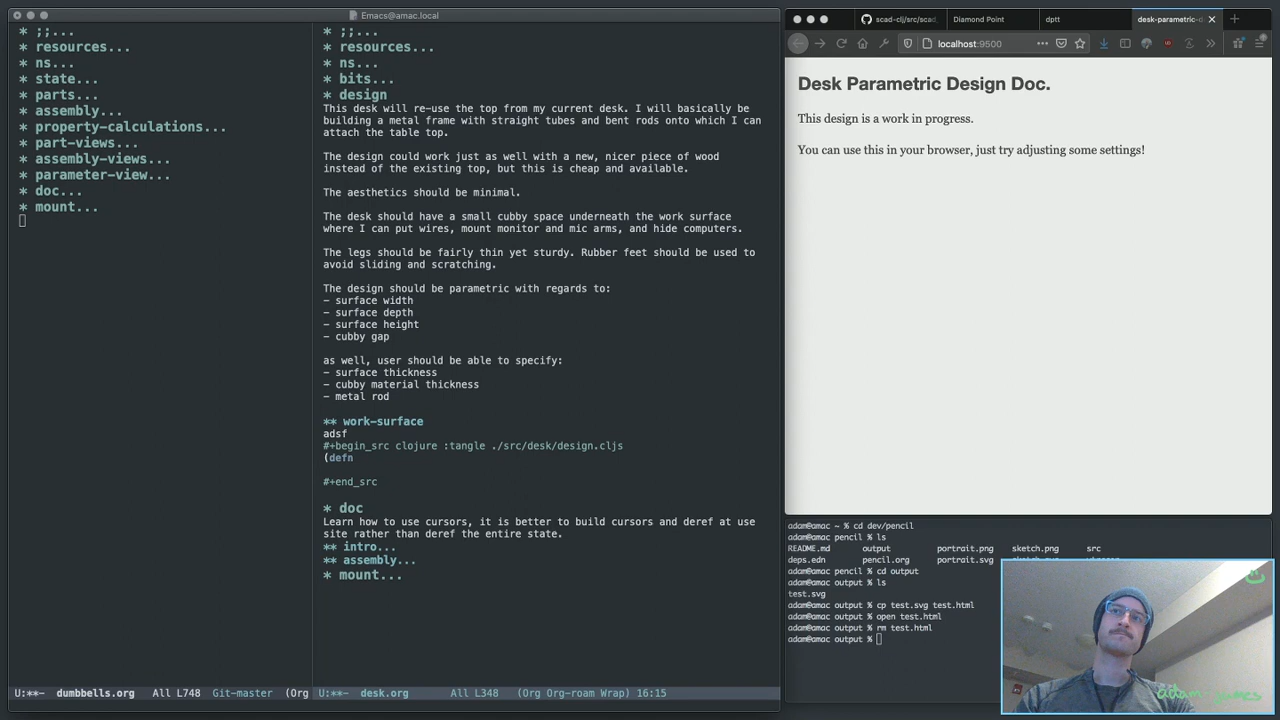 Emacs@amac.local
* ;;...
* resources...
* ns...
* state...
* parts...
* assembly...
* property-calculations...
* part-views...
* assembly-views...
* parameter-view...
* doc...
* mount...
U:**- dumbbells.org All L748 Git-master (Org
* ;;...
* resources...
* ns...
* bits...
* design
This desk will re-use the top from my current desk. I will basically be
building a metal frame with straight tubes and bent rods onto which I can
attach the table top.
The design could work just as well with a new, nicer piece of wood
instead of the existing top, but this is cheap and available.
The aesthetics should be minimal.
The desk should have a small cubby space underneath the work surface
where I can put wires, mount monitor and mic arms, and hide computers.
The legs should be fairly thin yet sturdy. Rubber feet should be used to
avoid sliding and scratching.
The design should be parametric with regards to:
- surface width
- surface depth
- surface height
- cubby gap
as well, user should be able to specify:
- surface thickness
- cubby material thickness
- metal rod
** work-surface
adsf
#+begin_src clojure :tangle ./src/desk/design.cljs
(defn
#+end_src
* doc
Learn how to use cursors, it is better to build cursors and deref at use
site rather than deref the entire state.
** intro...
** assembly...
* mount...
U:**- desk.org All L348 (Org Org-roam Wrap) 16:15
scad-clj/src/scad_
Diamond Point
dptt
desk-parametric-d
localhost:9500
Desk Parametric Design Doc.
This design is a work in progress.
You can use this in your browser, just try adjusting some settings!
adam@amac ~ % cd dev/pencil
adam@amac pencil % ls
README.md output portrait.png sketch.png src
deps.edn pencil.org portrait.svg
adam@amac pencil % cd output
adam@amac output % ls
test.svg
adam@amac output % cp test.svg test.html
adam@amac output % open test.html
adam@amac output % rm test.html
adam@amac output %
adam james